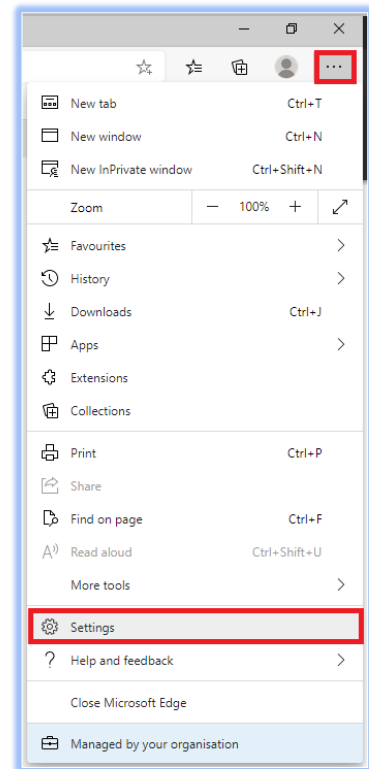 New tab Ctrl+T
New window Ctrl+N
New InPrivate window Ctrl+Shift+N
Zoom — 100% +
Favourites
History
Downloads Ctrl+J
Apps
Extensions
Collections
Print Ctrl+P
Share
Find on page Ctrl+F
Read aloud Ctrl+Shift+U
More tools
Settings
Help and feedback
Close Microsoft Edge
Managed by your organisation